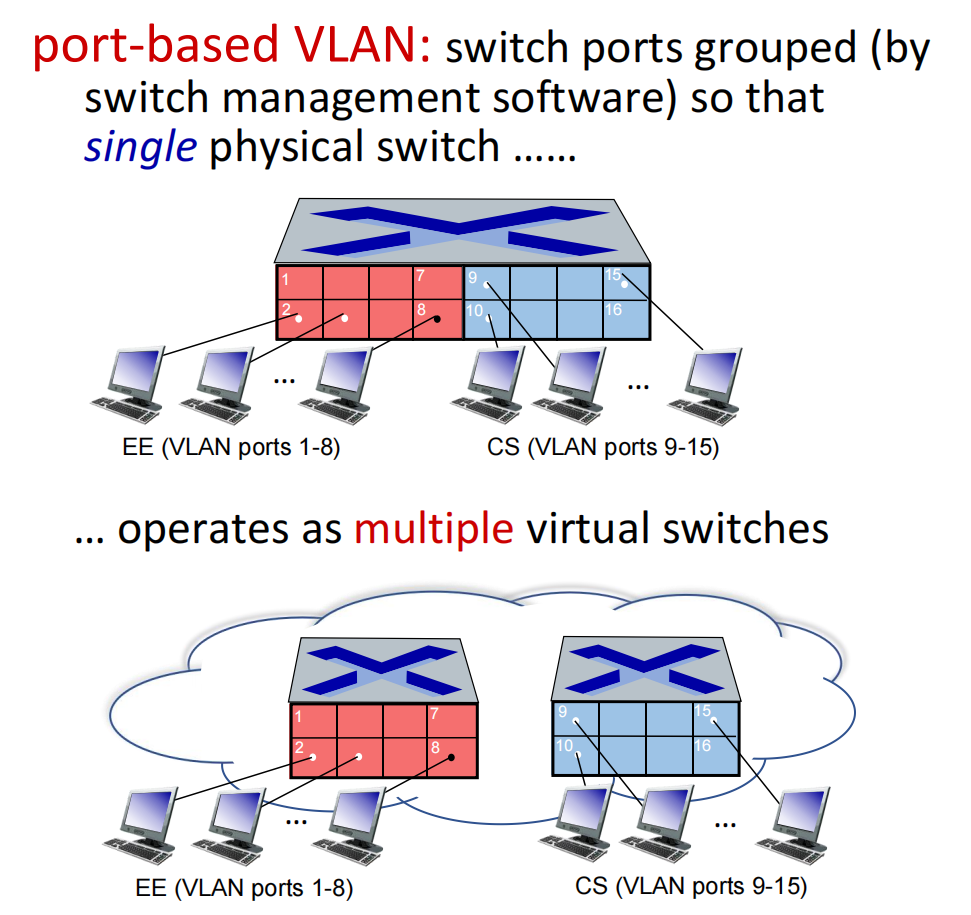 port-based VLAN: switch ports grouped (by
switch management software) so that
single physical switch ......
1 7 9 15
2 8 10 16
...
...
EE (VLAN ports 1-8) CS (VLAN ports 9-15)
... operates as multiple virtual switches
1 7 9 15
2 8 10 16
...
...
EE (VLAN ports 1-8) CS (VLAN ports 9-15)